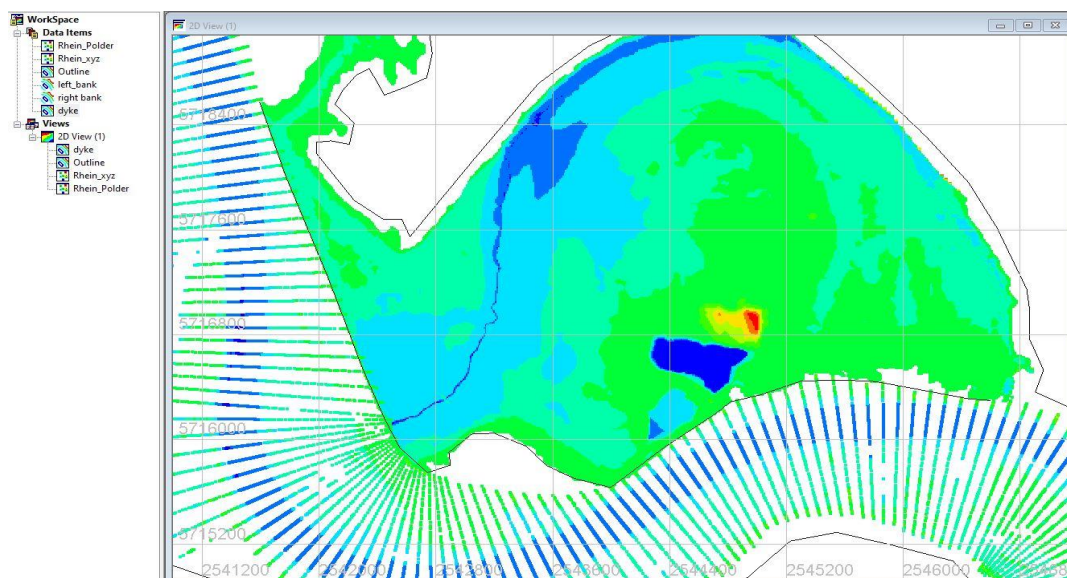 WorkSpace
Data Items
Rhein_Polder
Rhein_xyz
Outline
left_bank
right bank
dyke
Views
2D View (1)
dyke
Outline
Rhein_xyz
Rhein_Polder
2D View (1)
5718400
5717600
5716800
5716000
5715200
2541200
2542000
2542800
2543600
2544400
2545200
2546000